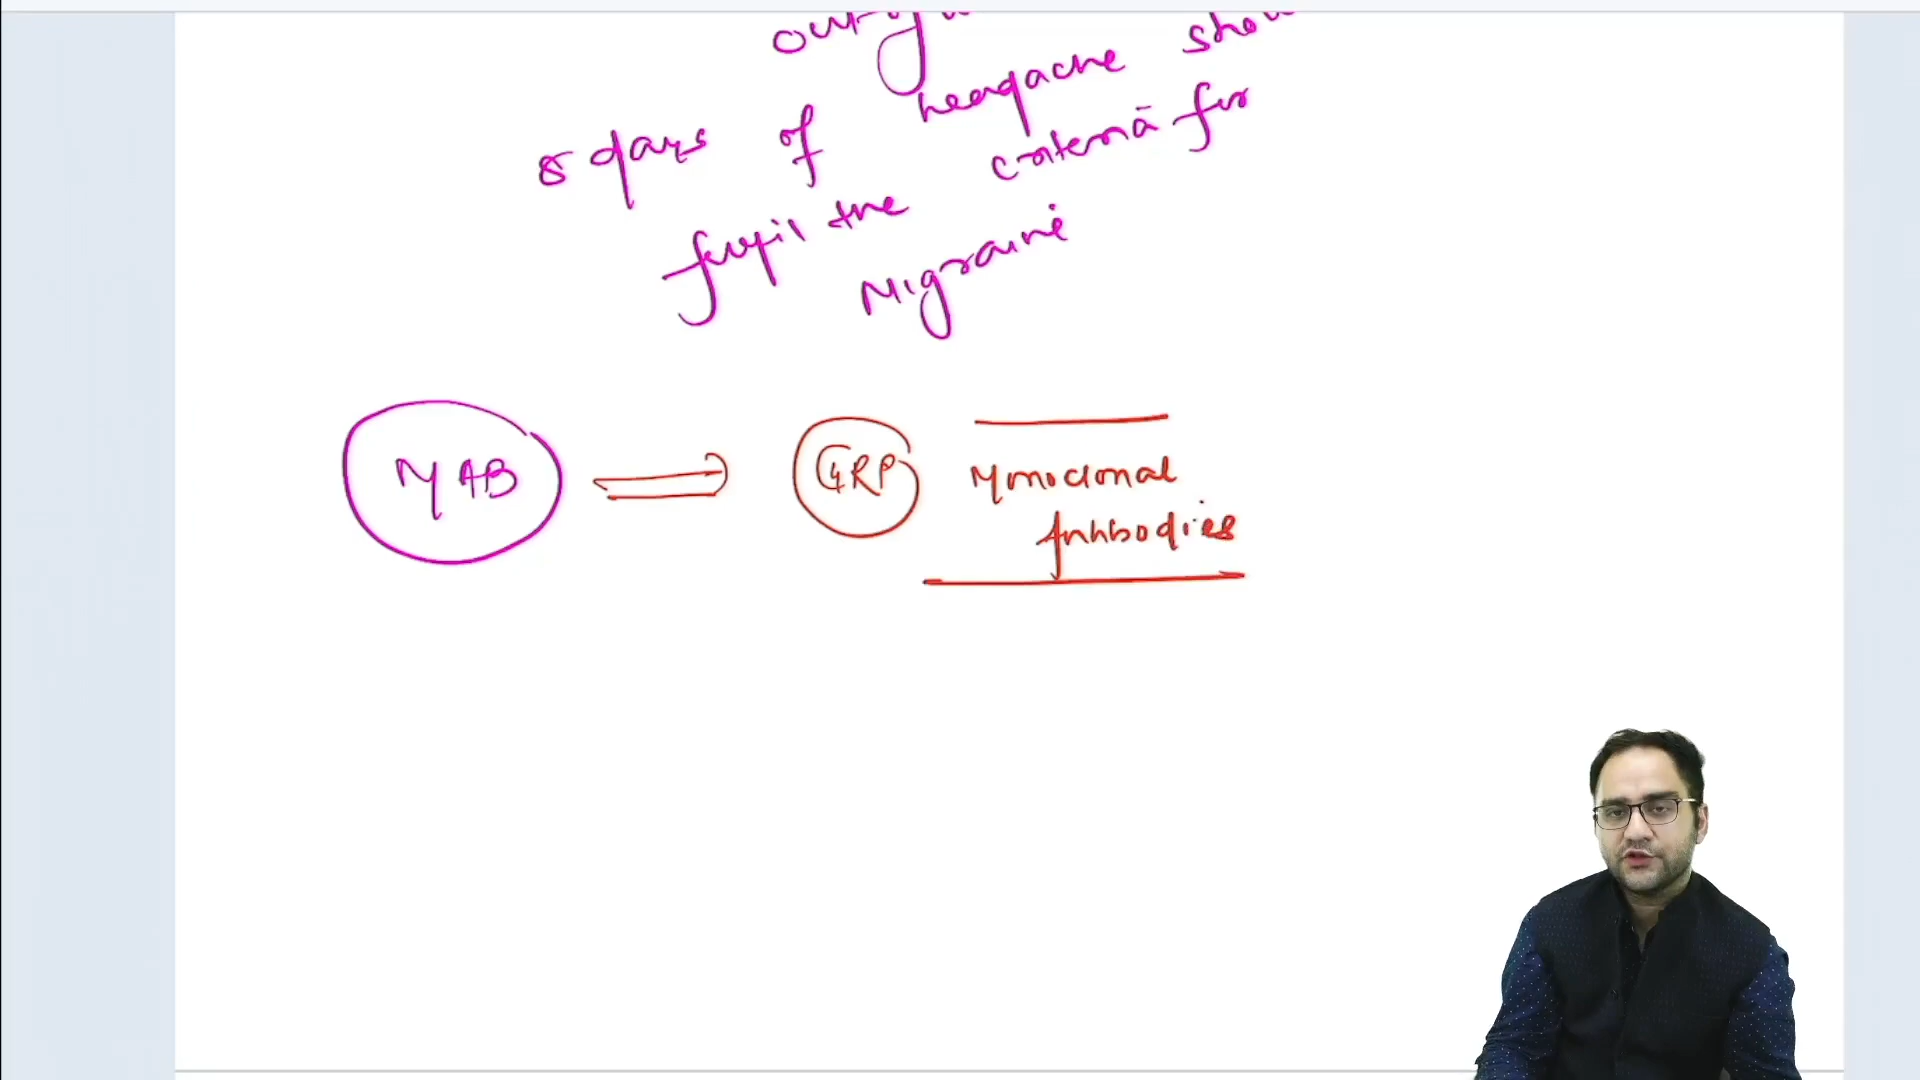 headache
8 days of
criteria for
fulfil the
Migraine
MAB
CGRP
Monoclonal
Antibodies